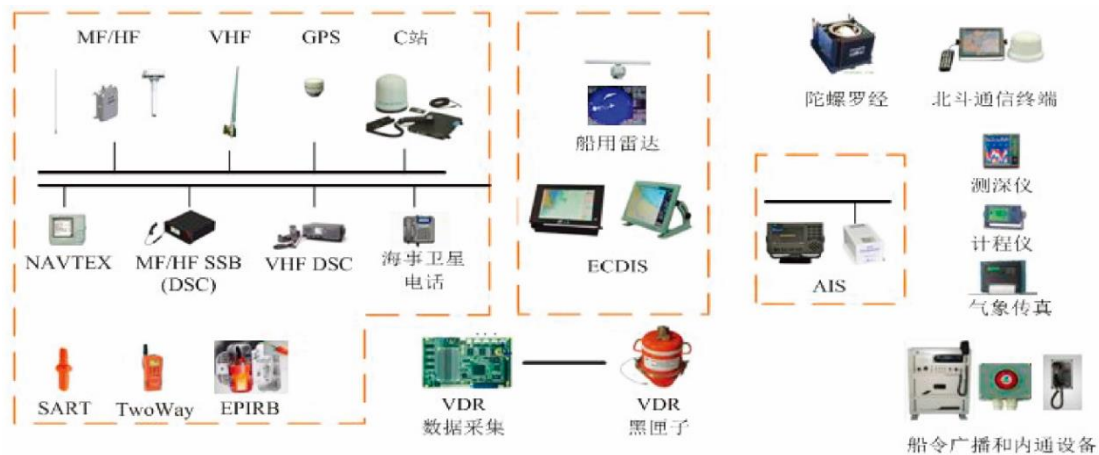 MF/HF
VHF
GPS
C站
NAVTEX
MF/HF SSB
(DSC)
VHF DSC
海事卫星
电话
SART
TwoWay
EPIRB
船用雷达
ECDIS
VDR
数据采集
VDR
黑匣子
陀螺罗经
北斗通信终端
AIS
测深仪
计程仪
气象传真
船令广播和内通设备